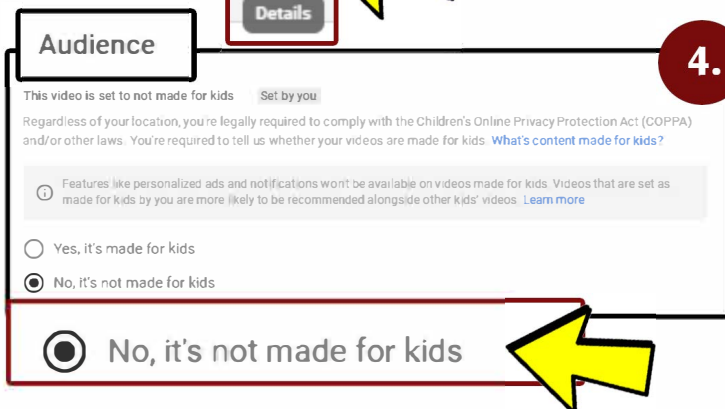 Details
Audience
4.
This video is set to not made for kids Set by you
Regardless of your location, you're legally required to comply with the Children's Online Privacy Protection Act (COPPA)
and/or other laws. You're required to tell us whether your videos are made for kids. What's content made for kids?
Features like personalized ads and notifications won't be available on videos made for kids. Videos that are set as
made for kids by you are more likely to be recommended alongside other kids' videos. Learn more
Yes, it's made for kids
No, it's not made for kids
No, it's not made for kids